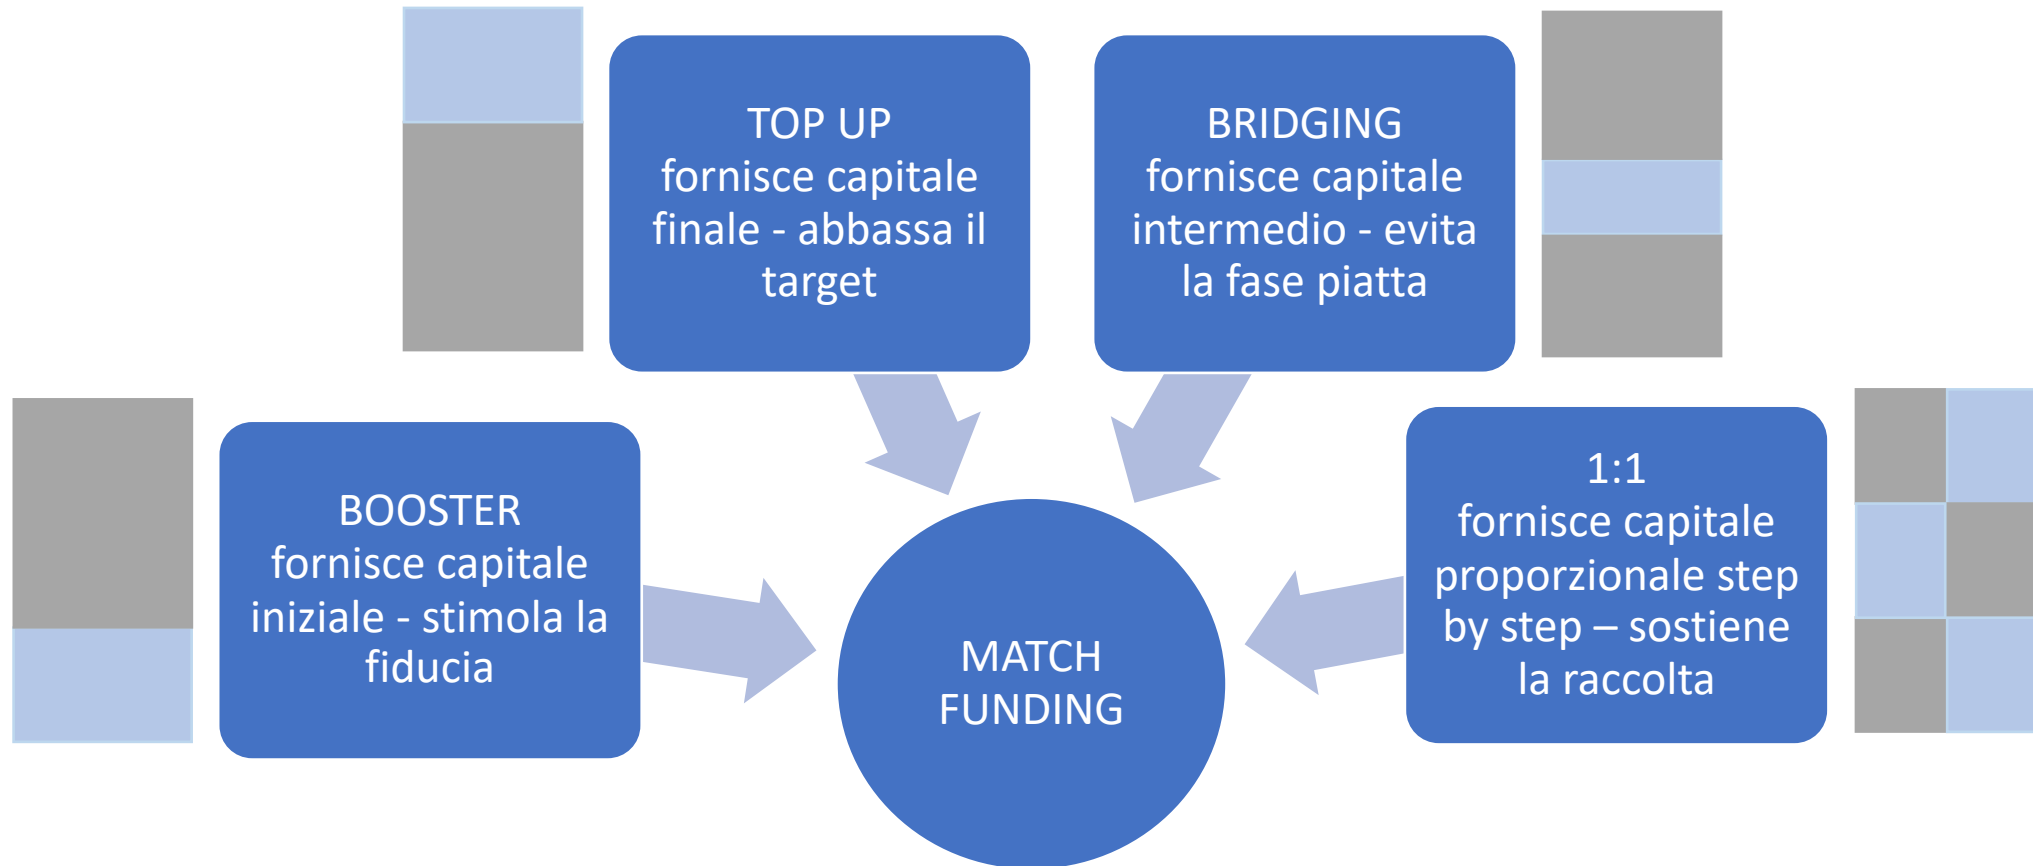 TOP UP
fornisce capitale
finale - abbassa il
target
BRIDGING
fornisce capitale
intermedio - evita
la fase piatta
BOOSTER
fornisce capitale
iniziale - stimola la
fiducia
1:1
fornisce capitale
proporzionale step
by step – sostiene
la raccolta
MATCH
FUNDING